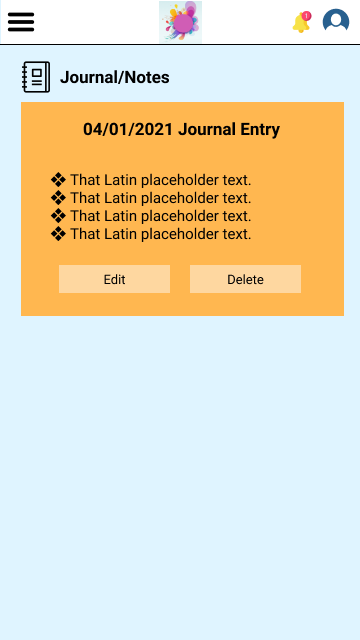 1
Journal/Notes
04/01/2021 Journal Entry
❖ That Latin placeholder text.
❖ That Latin placeholder text.
❖ That Latin placeholder text.
❖ That Latin placeholder text.
Edit
Delete